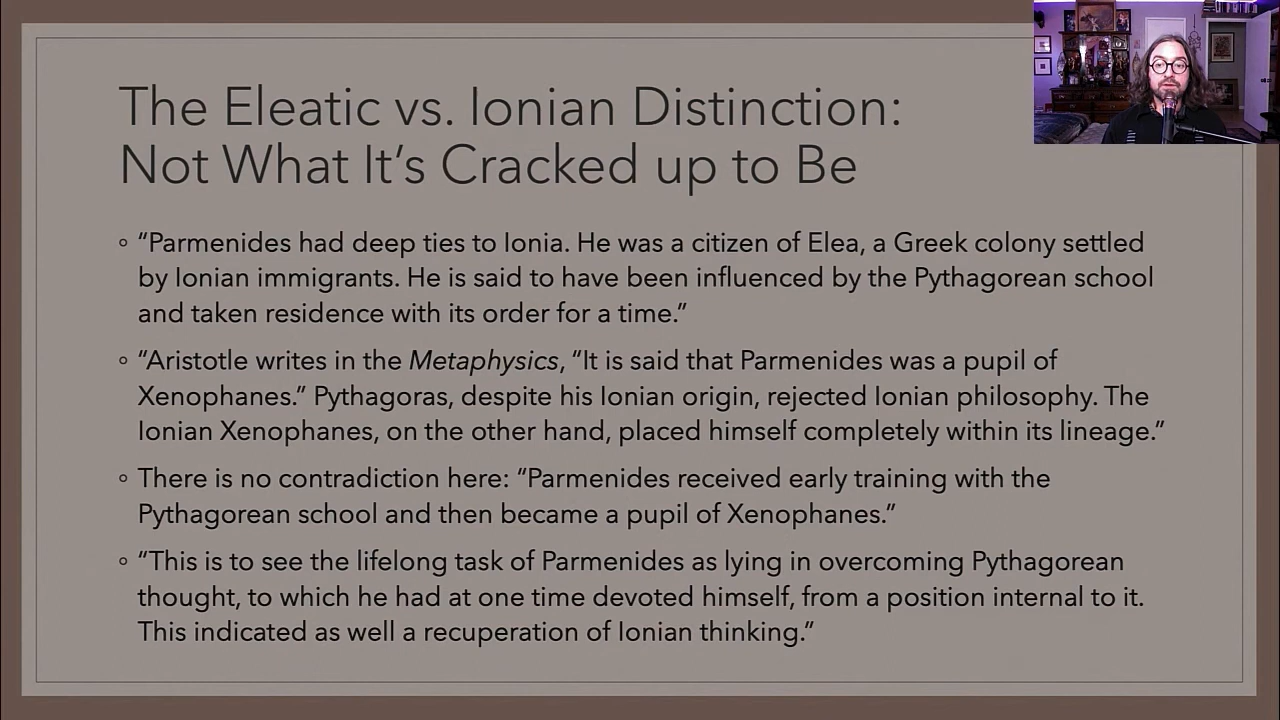 The Eleatic vs. Ionian Distinction:
Not What It’s Cracked up to Be
◦ “Parmenides had deep ties to Ionia. He was a citizen of Elea, a Greek colony settled
by Ionian immigrants. He is said to have been influenced by the Pythagorean school
and taken residence with its order for a time.”
◦ “Aristotle writes in the Metaphysics, “It is said that Parmenides was a pupil of
Xenophanes.” Pythagoras, despite his Ionian origin, rejected Ionian philosophy. The
Ionian Xenophanes, on the other hand, placed himself completely within its lineage.”
◦ There is no contradiction here: “Parmenides received early training with the
Pythagorean school and then became a pupil of Xenophanes.”
◦ “This is to see the lifelong task of Parmenides as lying in overcoming Pythagorean
thought, to which he had at one time devoted himself, from a position internal to it.
This indicated as well a recuperation of Ionian thinking.”